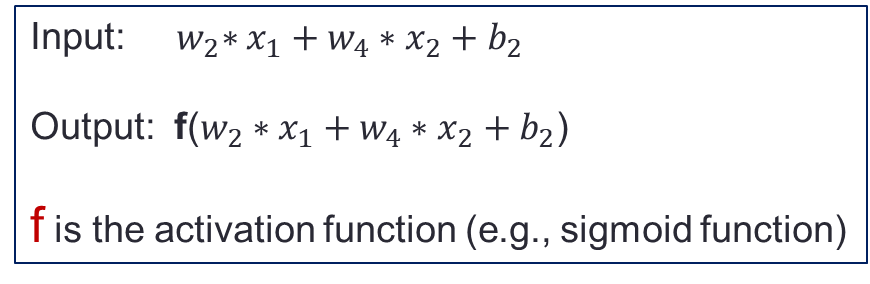 Input: w₂* x₁ + w₄ * x₂ + b₂
Output: f(w₂ * x₁ + w₄ * x₂ + b₂)
f is the activation function (e.g., sigmoid function)